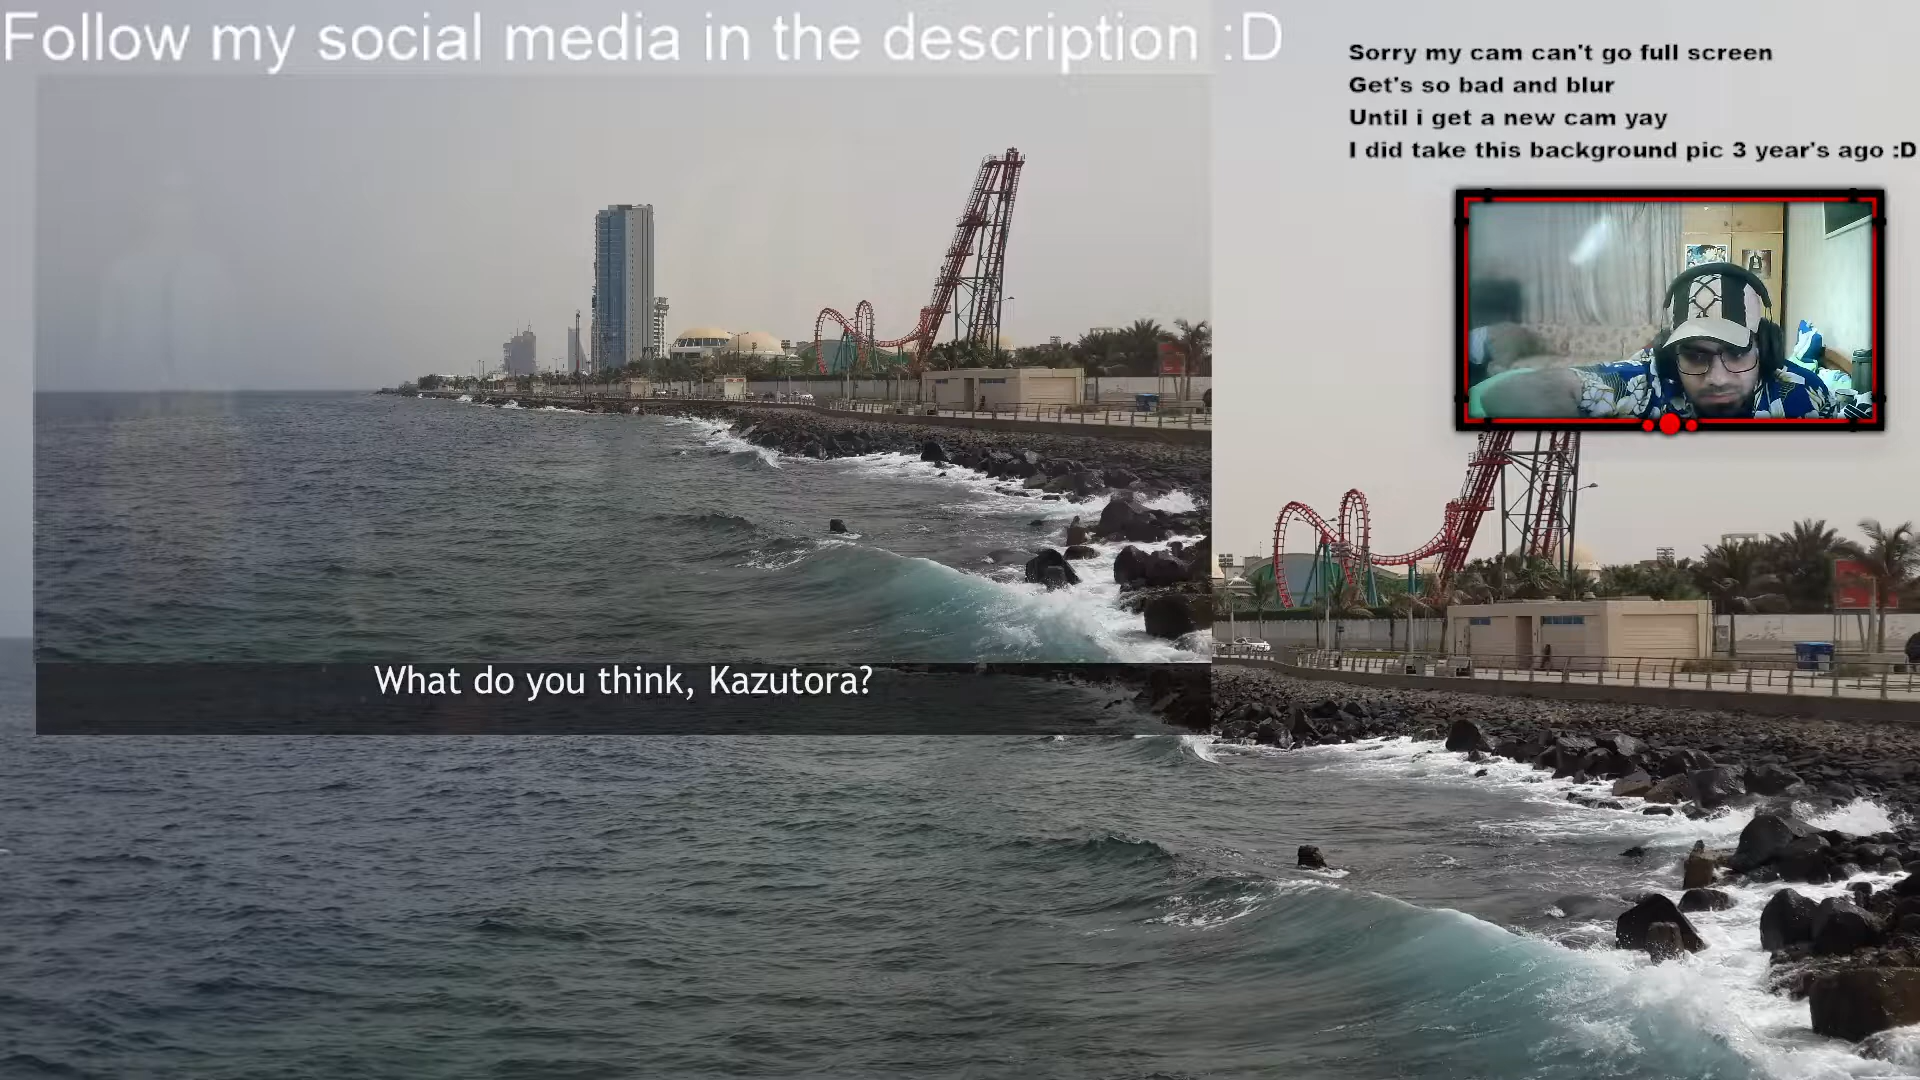 Follow my social media in the description :D
Sorry my cam can't go full screen
Get's so bad and blur
Until i get a new cam yay
I did take this background pic 3 year's ago :D
What do you think, Kazutora?